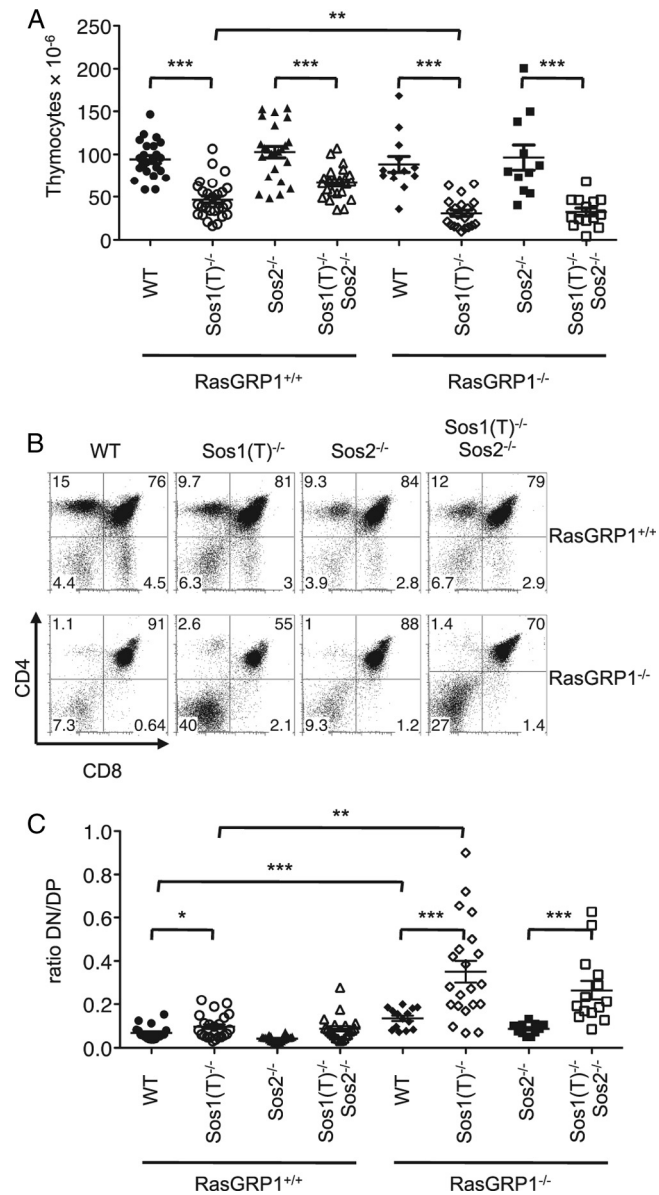 A
Thymocytes × 10-6
250
200
150
100
50
0
**
***
***
***
***
WT
Sos1(T)-/-
Sos2-/-
Sos1(T)-/-
Sos2-/-
WT
Sos1(T)-/-
Sos2-/-
Sos1(T)-/-
Sos2-/-
RasGRP1+/+
RasGRP1-/-
B
WT
Sos1(T)-/-
Sos2-/-
Sos1(T)-/-
Sos2-/-
15 76
9.7 81
9.3 84
12 79
4.4 4.5
6.3 3
3.9 2.8
6.7 2.9
RasGRP1+/+
1.1 91
2.6 55
1 88
1.4 70
7.3 0.64
40 2.1
9.3 1.2
27 1.4
RasGRP1-/-
CD4
CD8
C
ratio DN/DP
1.0
0.8
0.6
0.4
0.2
0.0
**
***
*
***
***
WT
Sos1(T)-/-
Sos2-/-
Sos1(T)-/-
Sos2-/-
WT
Sos1(T)-/-
Sos2-/-
Sos1(T)-/-
Sos2-/-
RasGRP1+/+
RasGRP1-/-